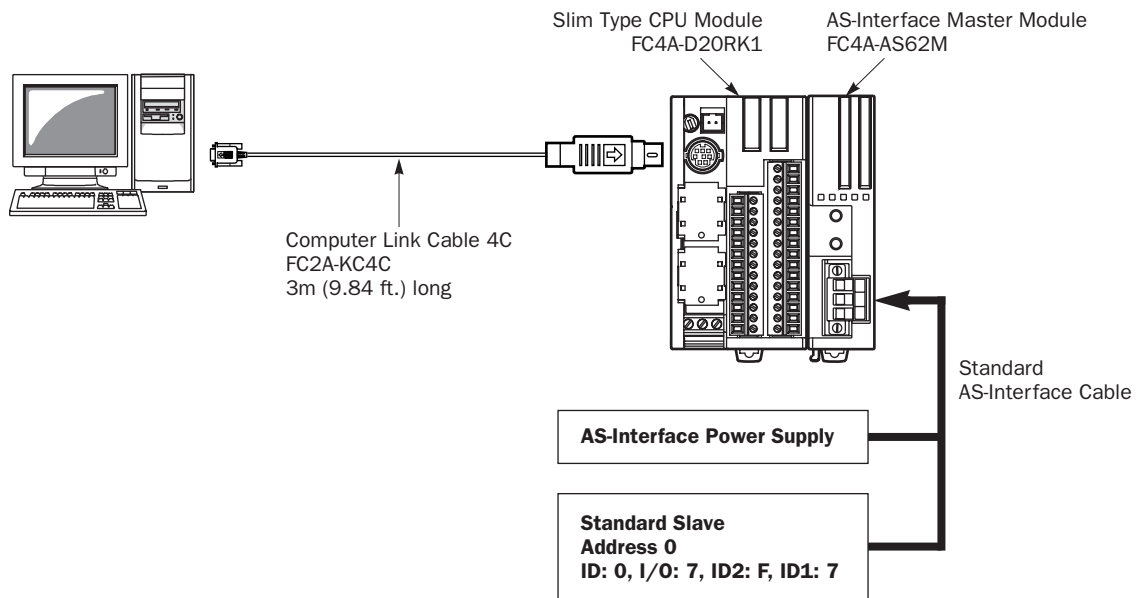 Slim Type CPU Module
FC4A-D20RK1
AS-Interface Master Module
FC4A-AS62M
Computer Link Cable 4C
FC2A-KC4C
3m (9.84 ft.) long
Standard
AS-Interface Cable
AS-Interface Power Supply
Standard Slave
Address 0
ID: 0, I/O: 7, ID2: F, ID1: 7